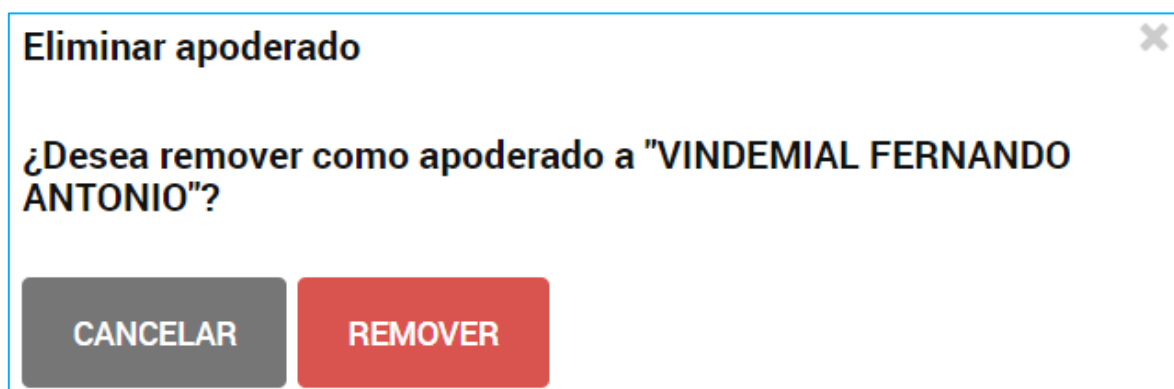 Eliminar apoderado
¿Desea remover como apoderado a "VINDEMIAL FERNANDO
ANTONIO"?
CANCELAR REMOVER